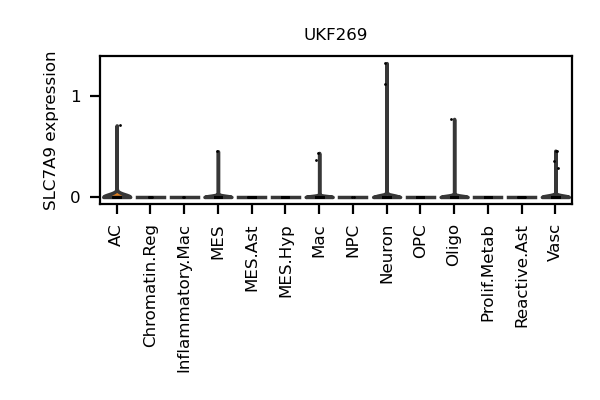 UKF269
SLC7A9 expression
1
0
AC
Chromatin.Reg
Inflammatory.Mac
MES
MES.Ast
MES.Hyp
Mac
NPC
Neuron
OPC
Oligo
Prolif.Metab
Reactive.Ast
Vasc